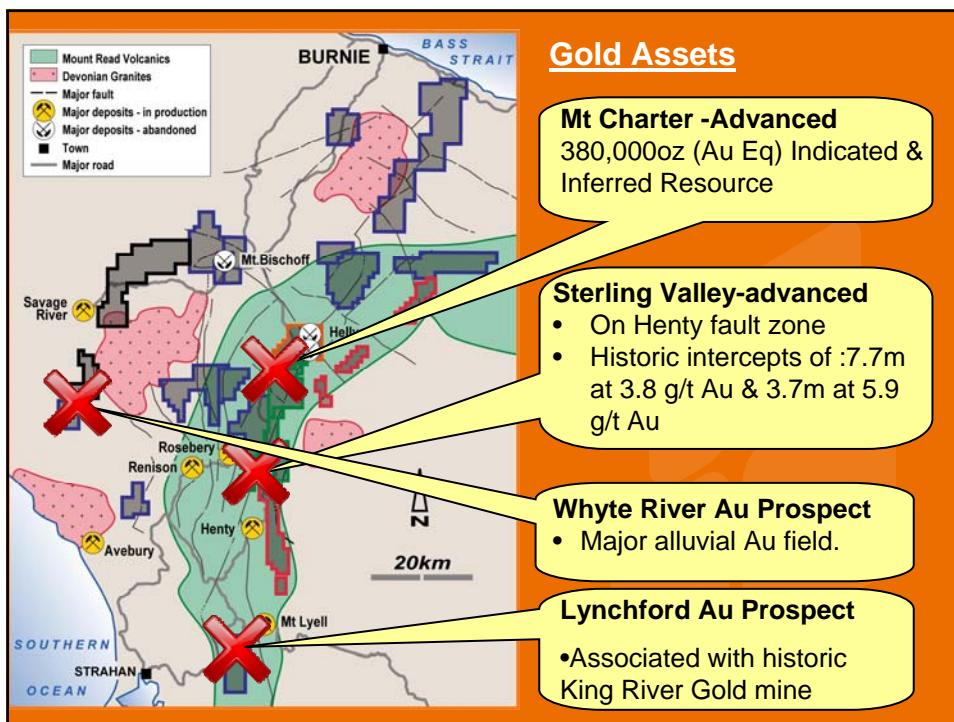 BURNIE
BASS
STRAIT
Mount Read Volcanics
Devonian Granites
Major fault
Major deposits - in production
Major deposits - abandoned
Town
Major road
Mt.Bischoff
Savage
River
Rosebery
Renison
Henty
Avebury
N
20km
Mt Lyell
SOUTHERN
OCEAN
STRAHAN
Gold Assets
Mt Charter -Advanced
380,000oz (Au Eq) Indicated &
Inferred Resource
Sterling Valley-advanced
• On Henty fault zone
• Historic intercepts of :7.7m
at 3.8 g/t Au & 3.7m at 5.9
g/t Au
Whyte River Au Prospect
• Major alluvial Au field.
Lynchford Au Prospect
•Associated with historic
King River Gold mine